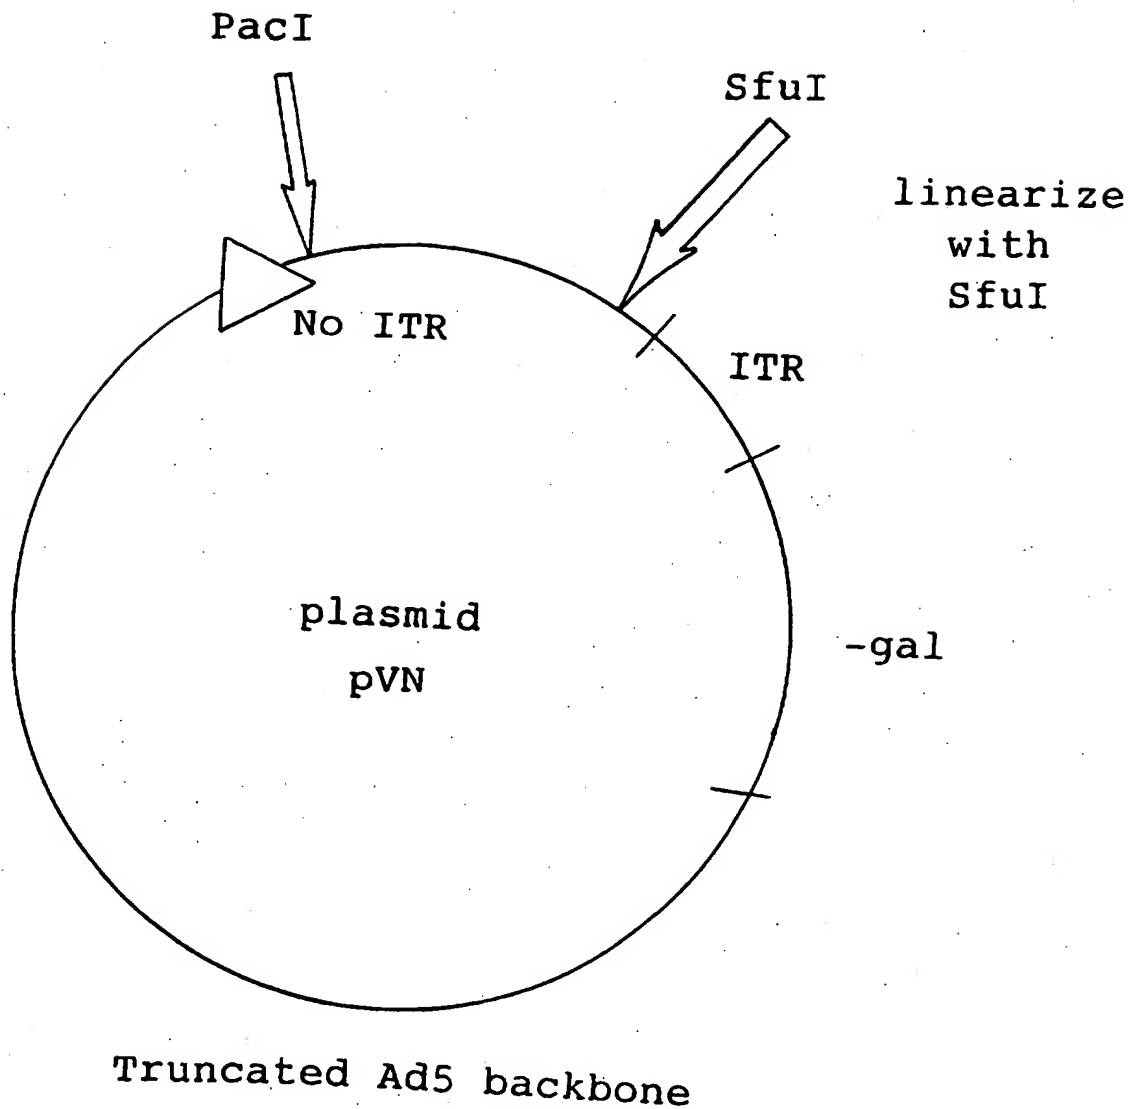 PacI
SfuI
linearize
with
SfuI
No ITR
ITR
plasmid
pVN
-gal
Truncated Ad5 backbone